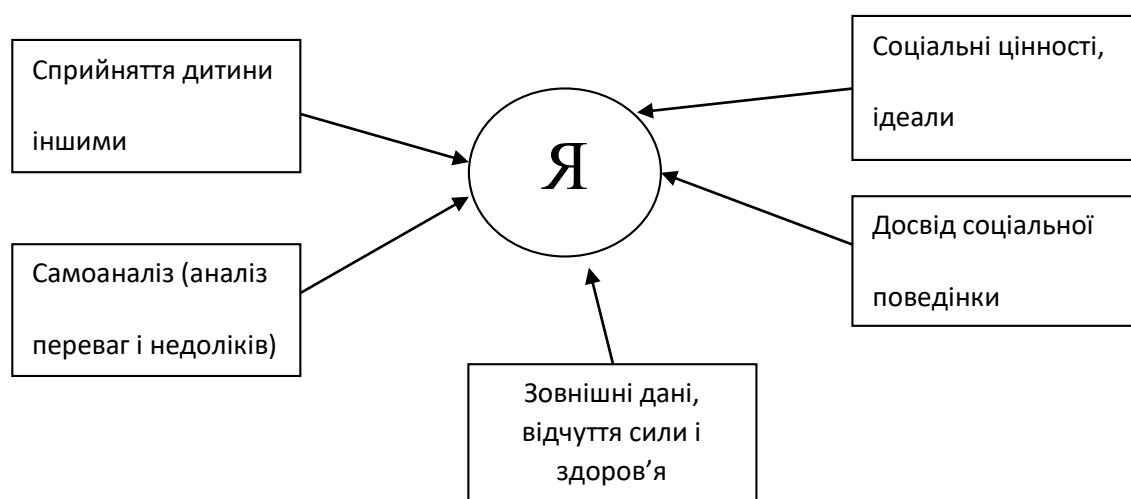 Сприйняття дитини
іншими
Соціальні цінності,
ідеали
Я
Самоаналіз (аналіз
переваг і недоліків)
Досвід соціальної
поведінки
Зовнішні дані,
відчуття сили і
здоров’я